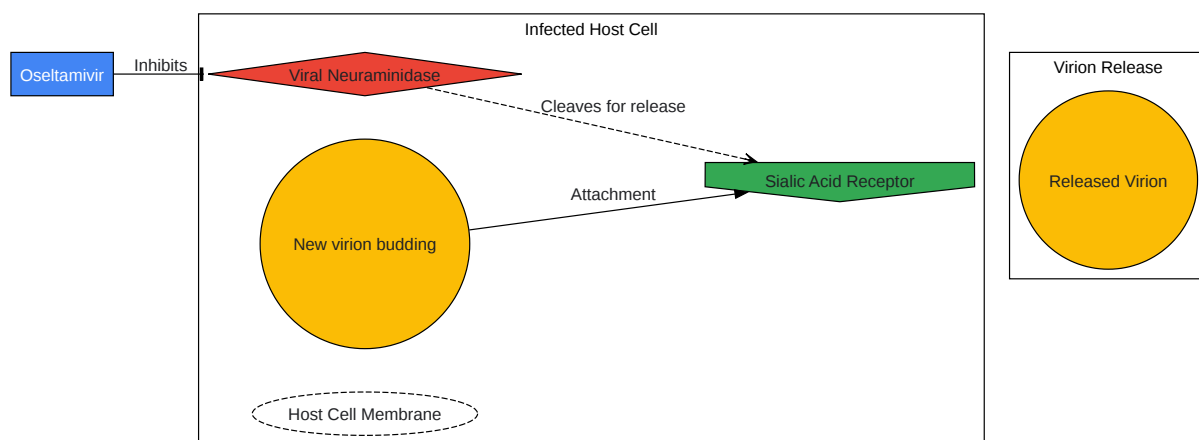 Infected Host Cell
Oseltamivir
Inhibits
Viral Neuraminidase
Cleaves for release
Sialic Acid Receptor
Attachment
New virion budding
Host Cell Membrane
Virion Release
Released Virion